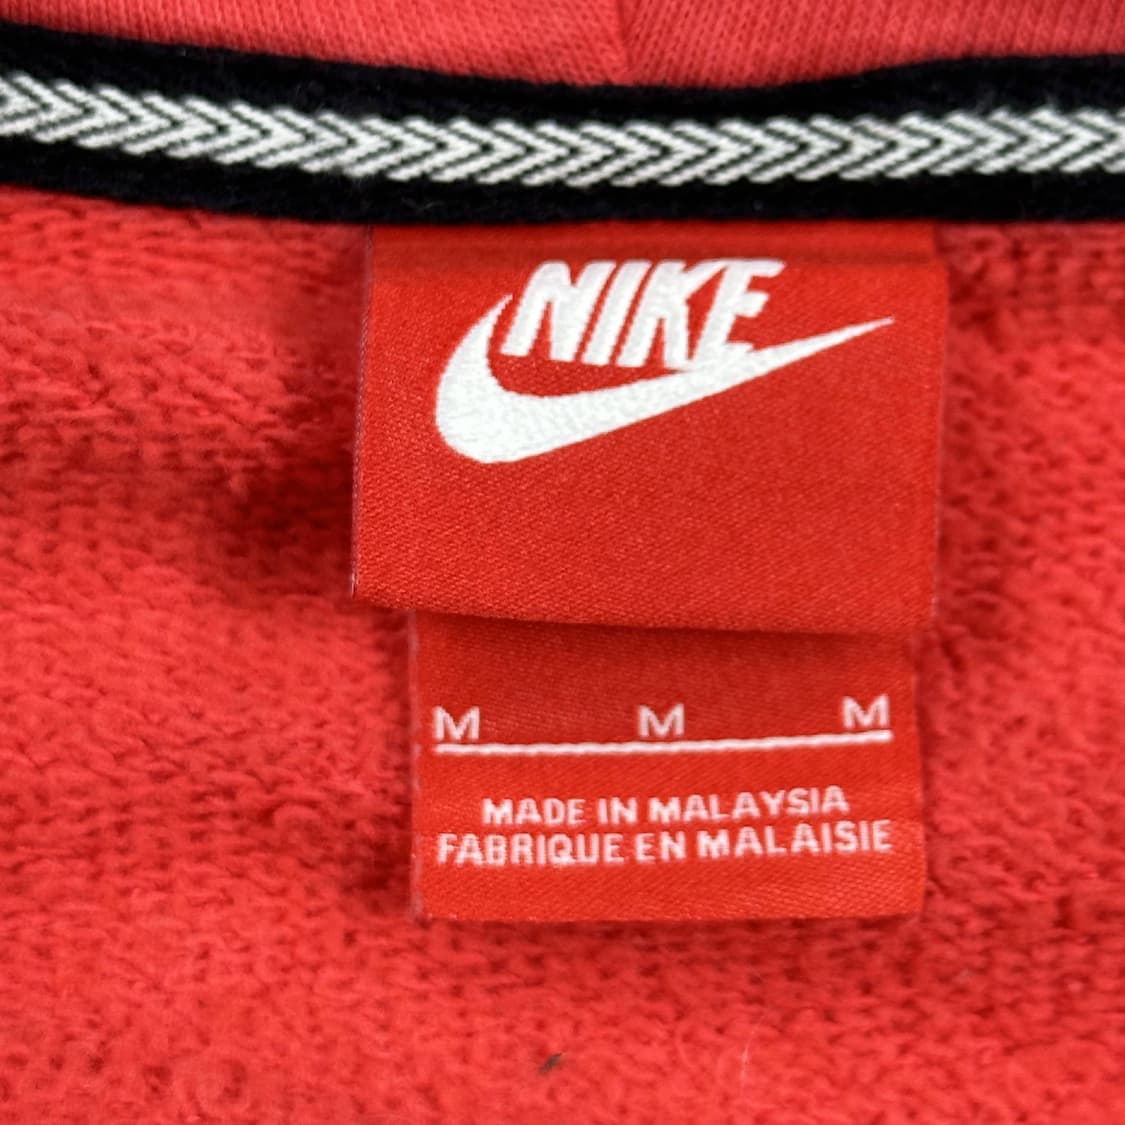 NIKE
M M M
MADE IN MALAYSIA
FABRIQUE EN MALAISIE